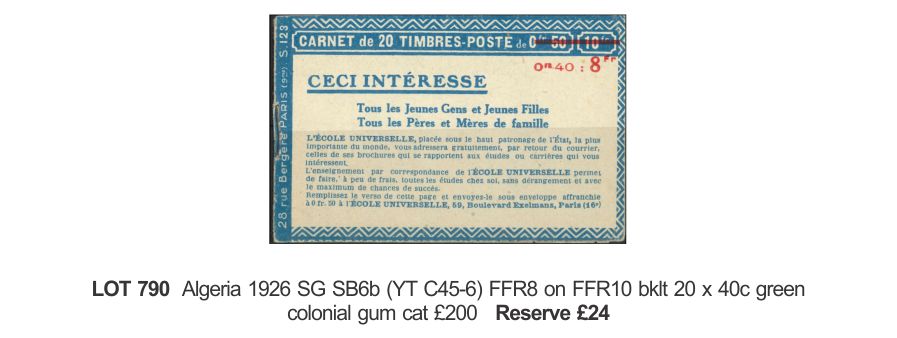 28 rue Bergère PARIS (9me) S.123
CARNET de 20 TIMBRES-POSTE de 0fr50 10fr
0fr40 : 8Fr
CECI INTÉRESSE
Tous les Jeunes Gens et Jeunes Filles
Tous les Pères et Mères de famille
L'ÉCOLE UNIVERSELLE, placée sous le haut patronage de l'État, la plus
importante du monde, vous adressera gratuitement, par retour du courrier,
celles de ses brochures qui se rapportent aux études ou carrières qui vous
intéressent.
L'enseignement par correspondance de l'ÉCOLE UNIVERSELLE permet
de faire, à peu de frais, toutes les études chez soi, sans dérangement et avec
le maximum de chances de succès.
Remplissez le verso de cette page et envoyez-le sous enveloppe affranchie
à 0 fr. 50 à l'ÉCOLE UNIVERSELLE, 59, Boulevard Exelmans, Paris (16e)
LOT 790 Algeria 1926 SG SB6b (YT C45-6) FFR8 on FFR10 bklt 20 x 40c green
colonial gum cat £200 Reserve £24